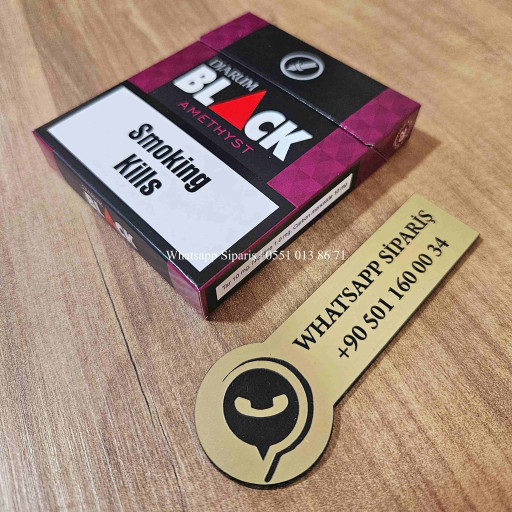 DJARUM
BLACK
AMETHYST
Smoking
Kills
BLACK
Whatsapp Sipariş : 0551 013 86 71
WHATSAPP SİPARİŞ
+90 501 160 00 34